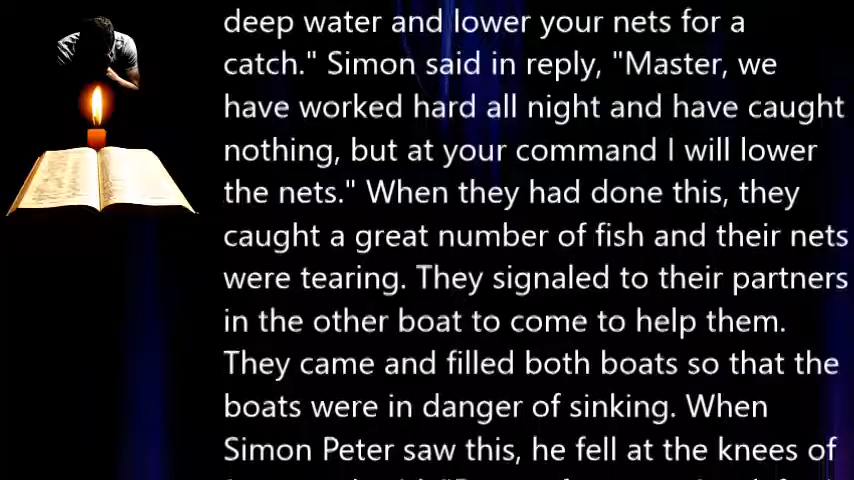 deep water and lower your nets for a
catch." Simon said in reply, "Master, we
have worked hard all night and have caught
nothing, but at your command I will lower
the nets." When they had done this, they
caught a great number of fish and their nets
were tearing. They signaled to their partners
in the other boat to come to help them.
They came and filled both boats so that the
boats were in danger of sinking. When
Simon Peter saw this, he fell at the knees of